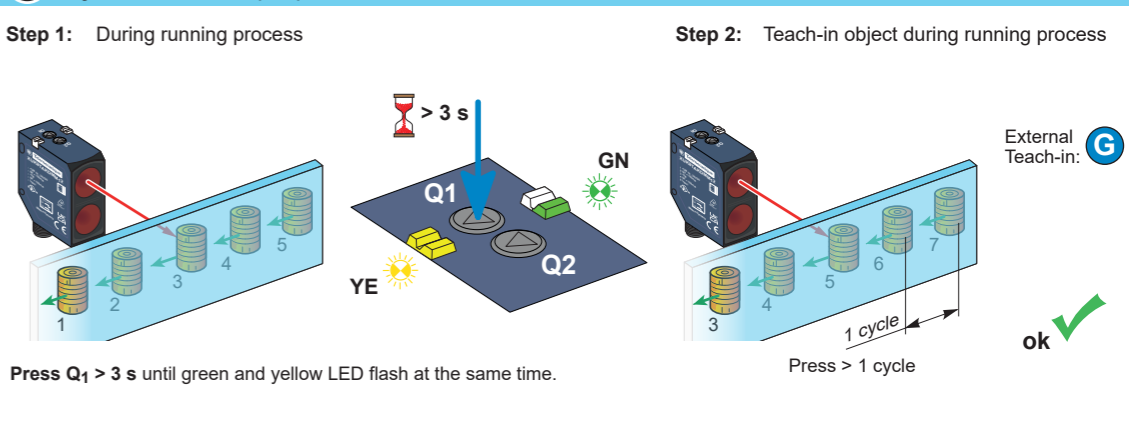 Step 1: During running process
Step 2: Teach-in object during running process
> 3 s
Q1
Q2
GN
YE
1
2
3
4
5
External
Teach-in: G
3
4
5
6
7
1 cycle
Press > 1 cycle
ok
Press Q1 > 3 s until green and yellow LED flash at the same time.